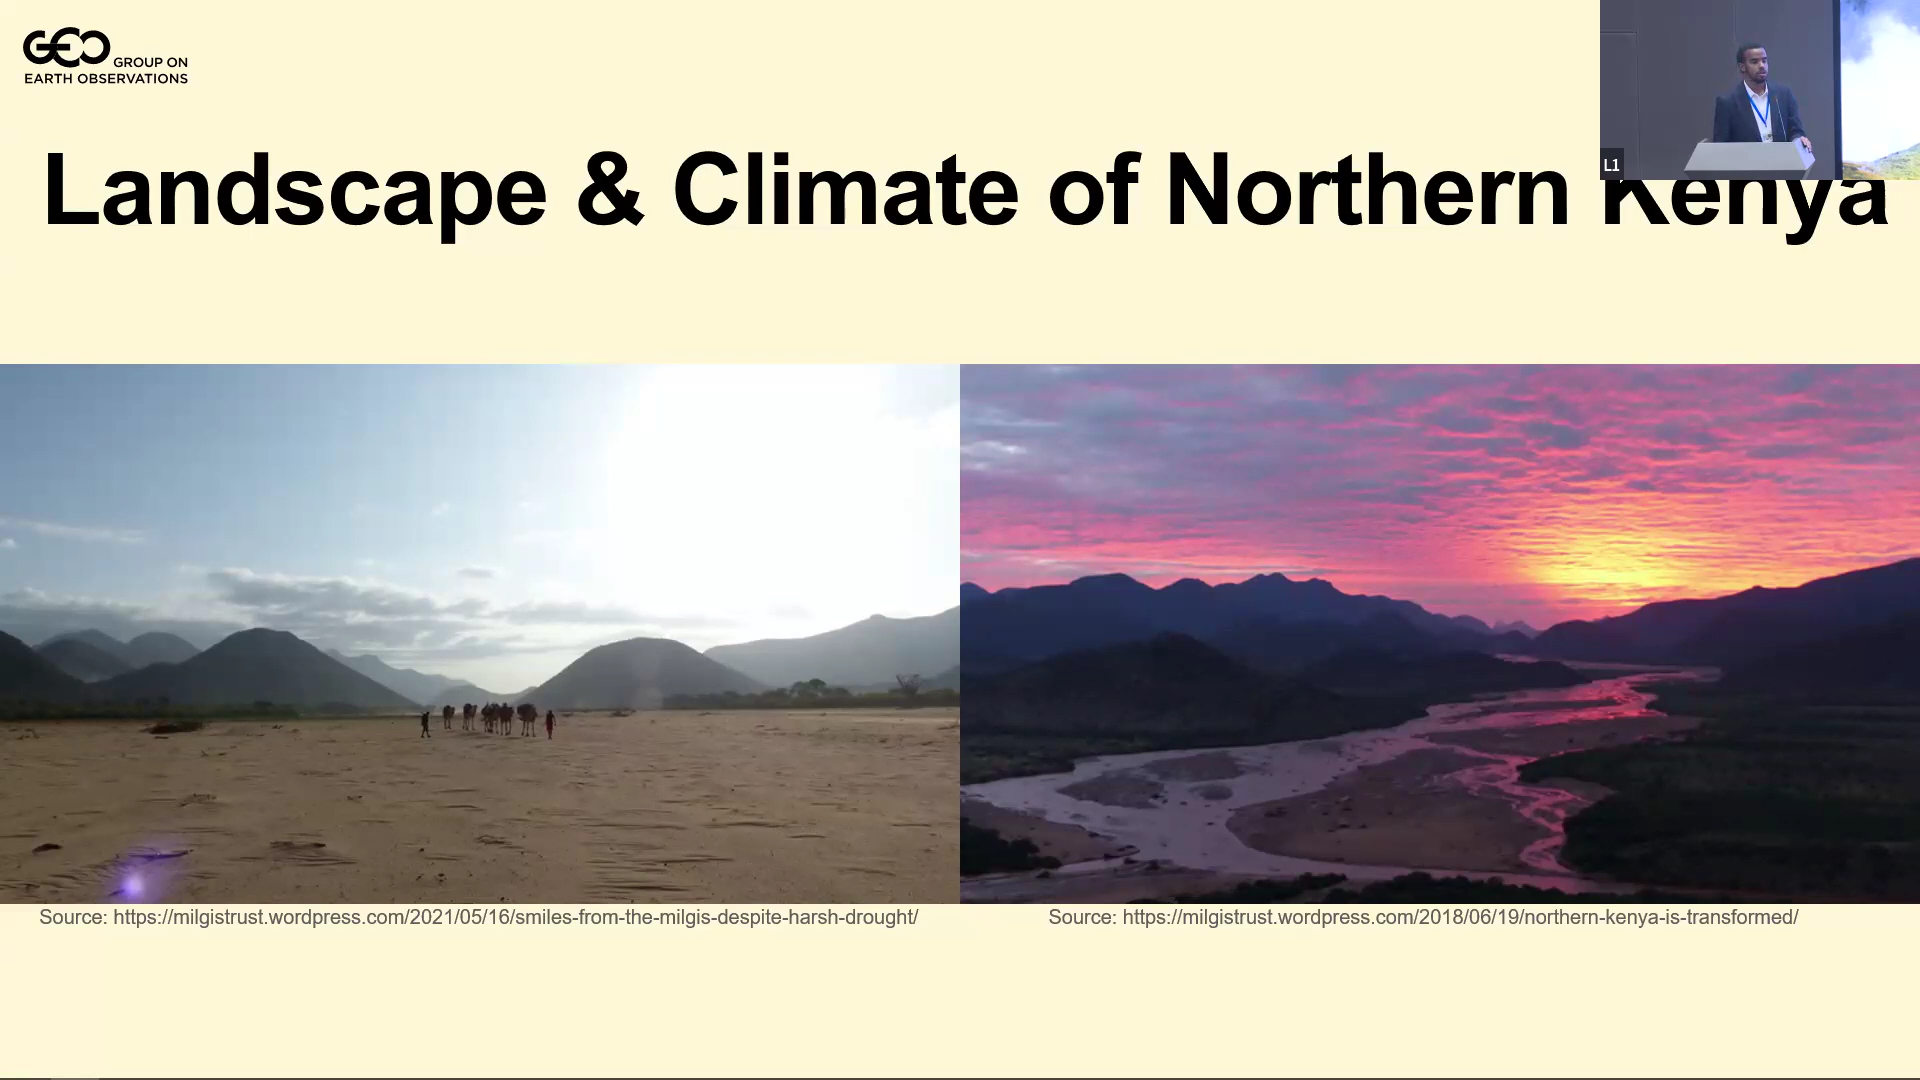 GEO GROUP ON
EARTH OBSERVATIONS
L1
Landscape & Climate of Northern Kenya
Source: https://milgistrust.wordpress.com/2021/05/16/smiles-from-the-milgis-despite-harsh-drought/
Source: https://milgistrust.wordpress.com/2018/06/19/northern-kenya-is-transformed/